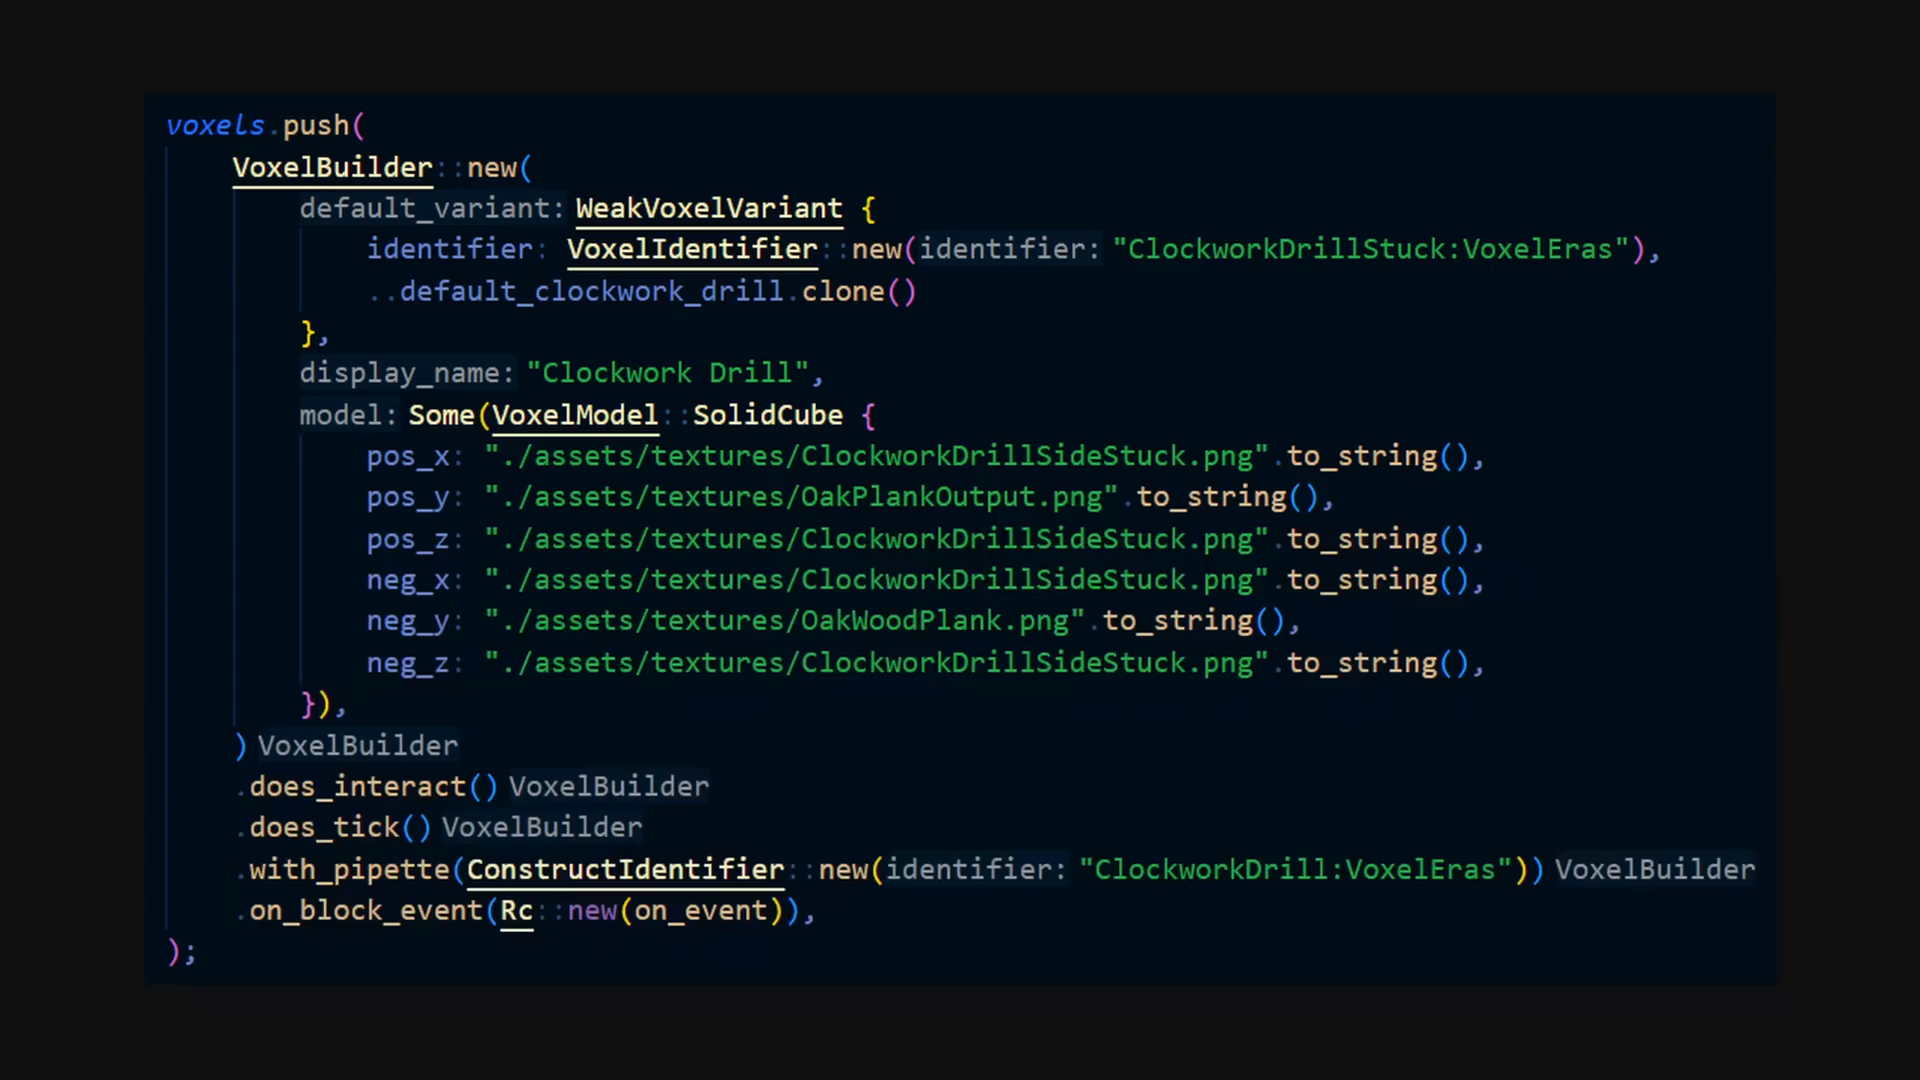 voxels.push(
VoxelBuilder::new(
default_variant: WeakVoxelVariant {
identifier: VoxelIdentifier::new(identifier: "ClockworkDrillStuck:VoxelEras"),
..default_clockwork_drill.clone()
},
display_name: "Clockwork Drill",
model: Some(VoxelModel::SolidCube {
pos_x: "./assets/textures/ClockworkDrillSideStuck.png".to_string(),
pos_y: "./assets/textures/OakPlankOutput.png".to_string(),
pos_z: "./assets/textures/ClockworkDrillSideStuck.png".to_string(),
neg_x: "./assets/textures/ClockworkDrillSideStuck.png".to_string(),
neg_y: "./assets/textures/OakWoodPlank.png".to_string(),
neg_z: "./assets/textures/ClockworkDrillSideStuck.png".to_string(),
}),
) VoxelBuilder
.does_interact() VoxelBuilder
.does_tick() VoxelBuilder
.with_pipette(ConstructIdentifier::new(identifier: "ClockworkDrill:VoxelEras")) VoxelBuilder
.on_block_event(Rc::new(on_event)),
);